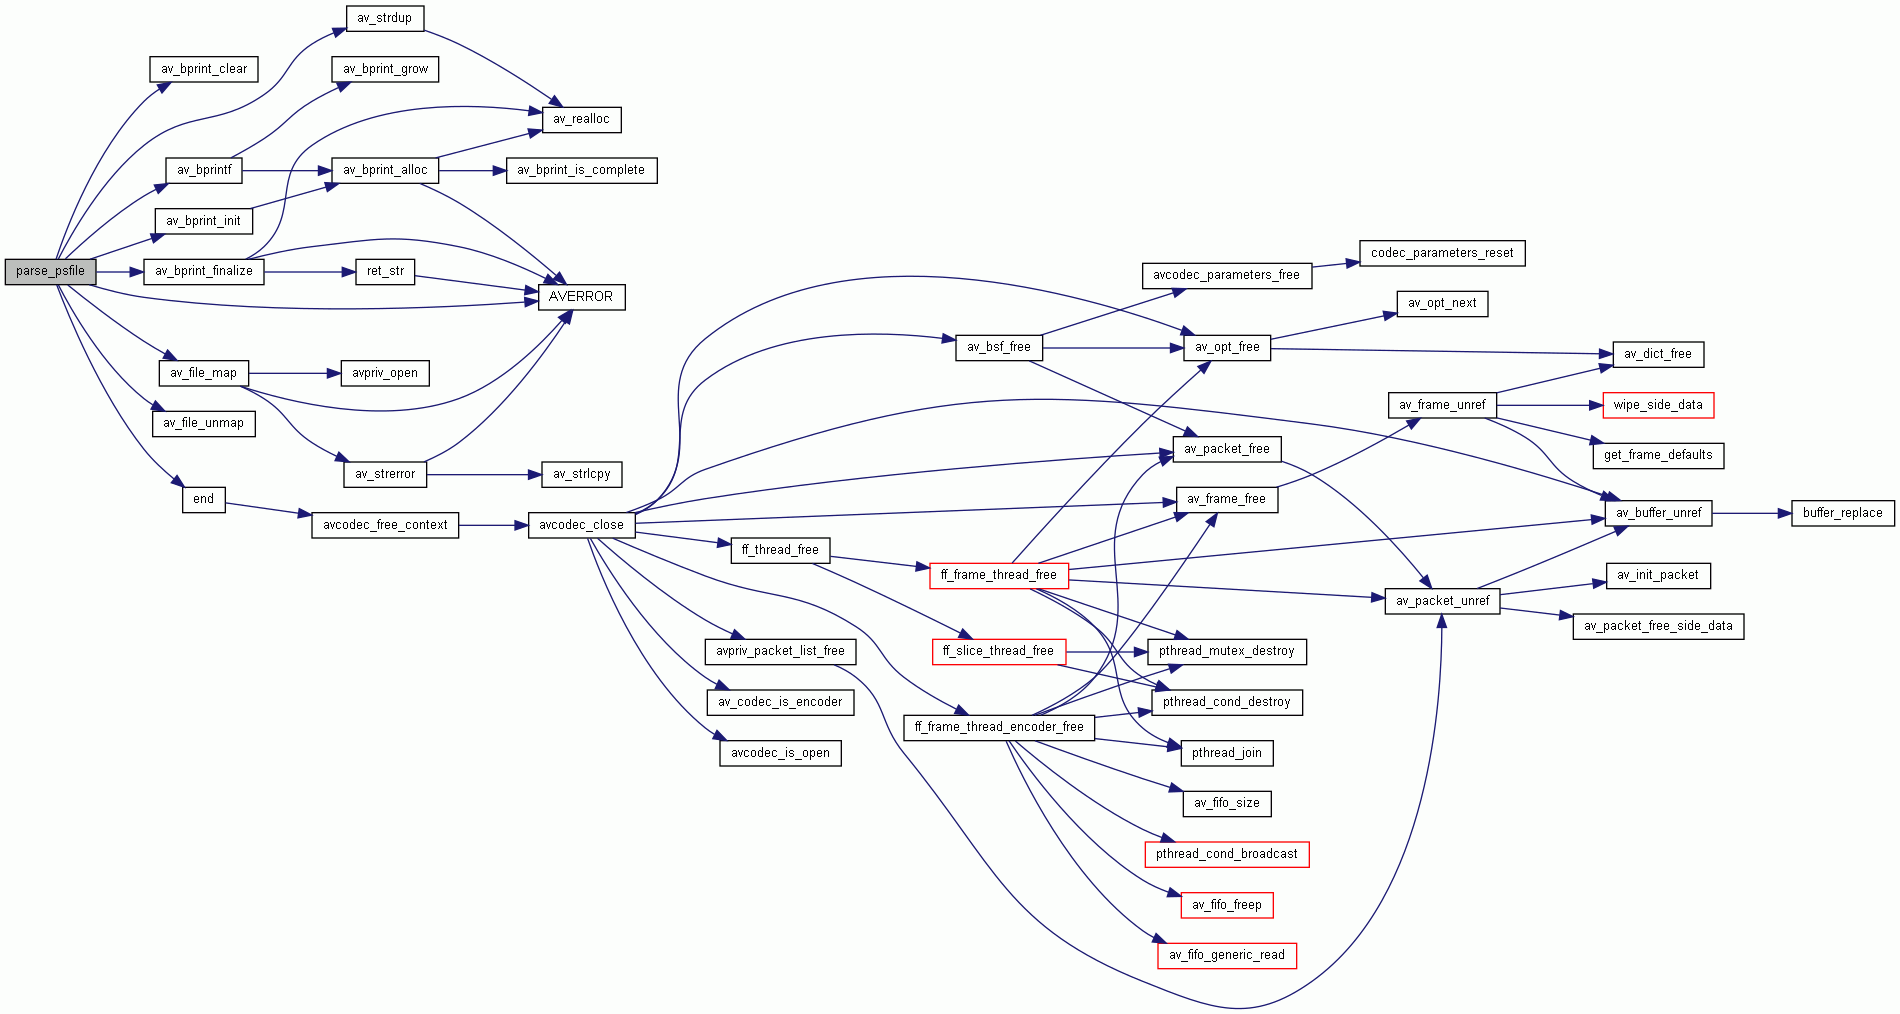 parse_psfile
av_bprint_clear
av_bprintf
av_bprint_init
av_bprint_finalize
av_file_map
av_file_unmap
end
av_strdup
av_bprint_grow
av_bprint_alloc
ret_str
avpriv_open
av_strerror
avcodec_free_context
av_realloc
av_bprint_is_complete
AVERROR
av_strlcpy
avcodec_close
ff_thread_free
avpriv_packet_list_free
av_codec_is_encoder
avcodec_is_open
av_bsf_free
ff_frame_thread_free
ff_slice_thread_free
ff_frame_thread_encoder_free
avcodec_parameters_free
av_opt_free
av_packet_free
av_frame_free
pthread_mutex_destroy
pthread_cond_destroy
pthread_join
av_fifo_size
pthread_cond_broadcast
av_fifo_freep
av_fifo_generic_read
codec_parameters_reset
av_opt_next
av_frame_unref
av_packet_unref
av_dict_free
wipe_side_data
get_frame_defaults
av_buffer_unref
av_init_packet
av_packet_free_side_data
buffer_replace